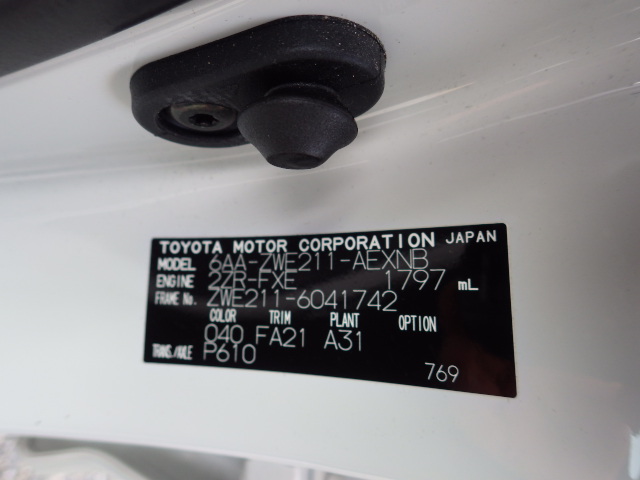 TOYOTA MOTOR CORPORATION JAPAN
MODEL 6AA-ZWE211-AEXNB
ENGINE 2ZR-FXE 1797 mL
FRAME No. ZWE211-6041742
COLOR TRIM PLANT OPTION
040 FA21 A31
TRANS./AXLE P610
769